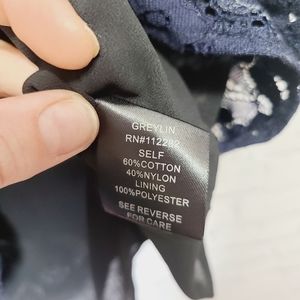 GREYLIN
RN#112282
SELF
60%COTTON
40%NYLON
LINING
100%POLYESTER
SEE REVERSE
FOR CARE